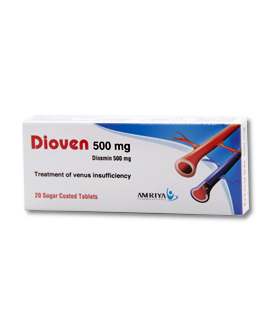 Dioven 500 mg
Diosmin 500 mg
Treatment of venus insufficiency
20 Sugar Coated Tablets
AMRIYA